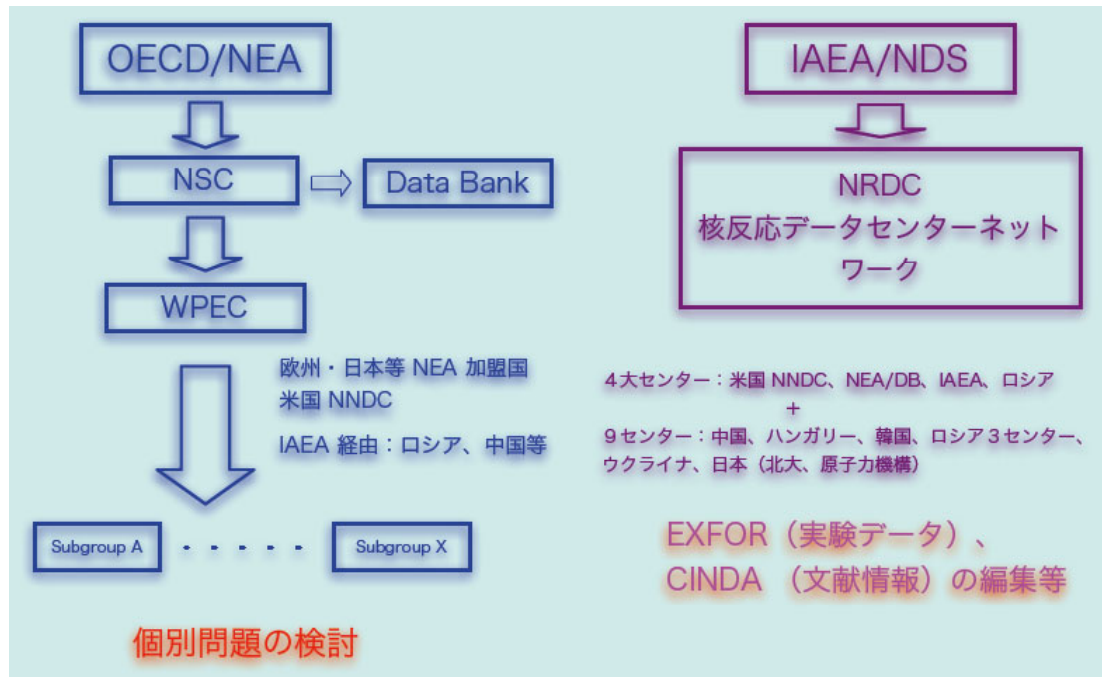 OECD/NEA
NSC
Data Bank
WPEC
欧州・日本等 NEA 加盟国
米国 NNDC
IAEA 経由：ロシア、中国等
Subgroup A
・・・・・
Subgroup X
個別問題の検討
IAEA/NDS
NRDC
核反応データセンターネット
ワーク
4大センター：米国 NNDC、NEA/DB、IAEA、ロシア
＋
9センター：中国、ハンガリー、韓国、ロシア3センター、
ウクライナ、日本（北大、原子力機構）
EXFOR（実験データ）、
CINDA （文献情報）の編集等